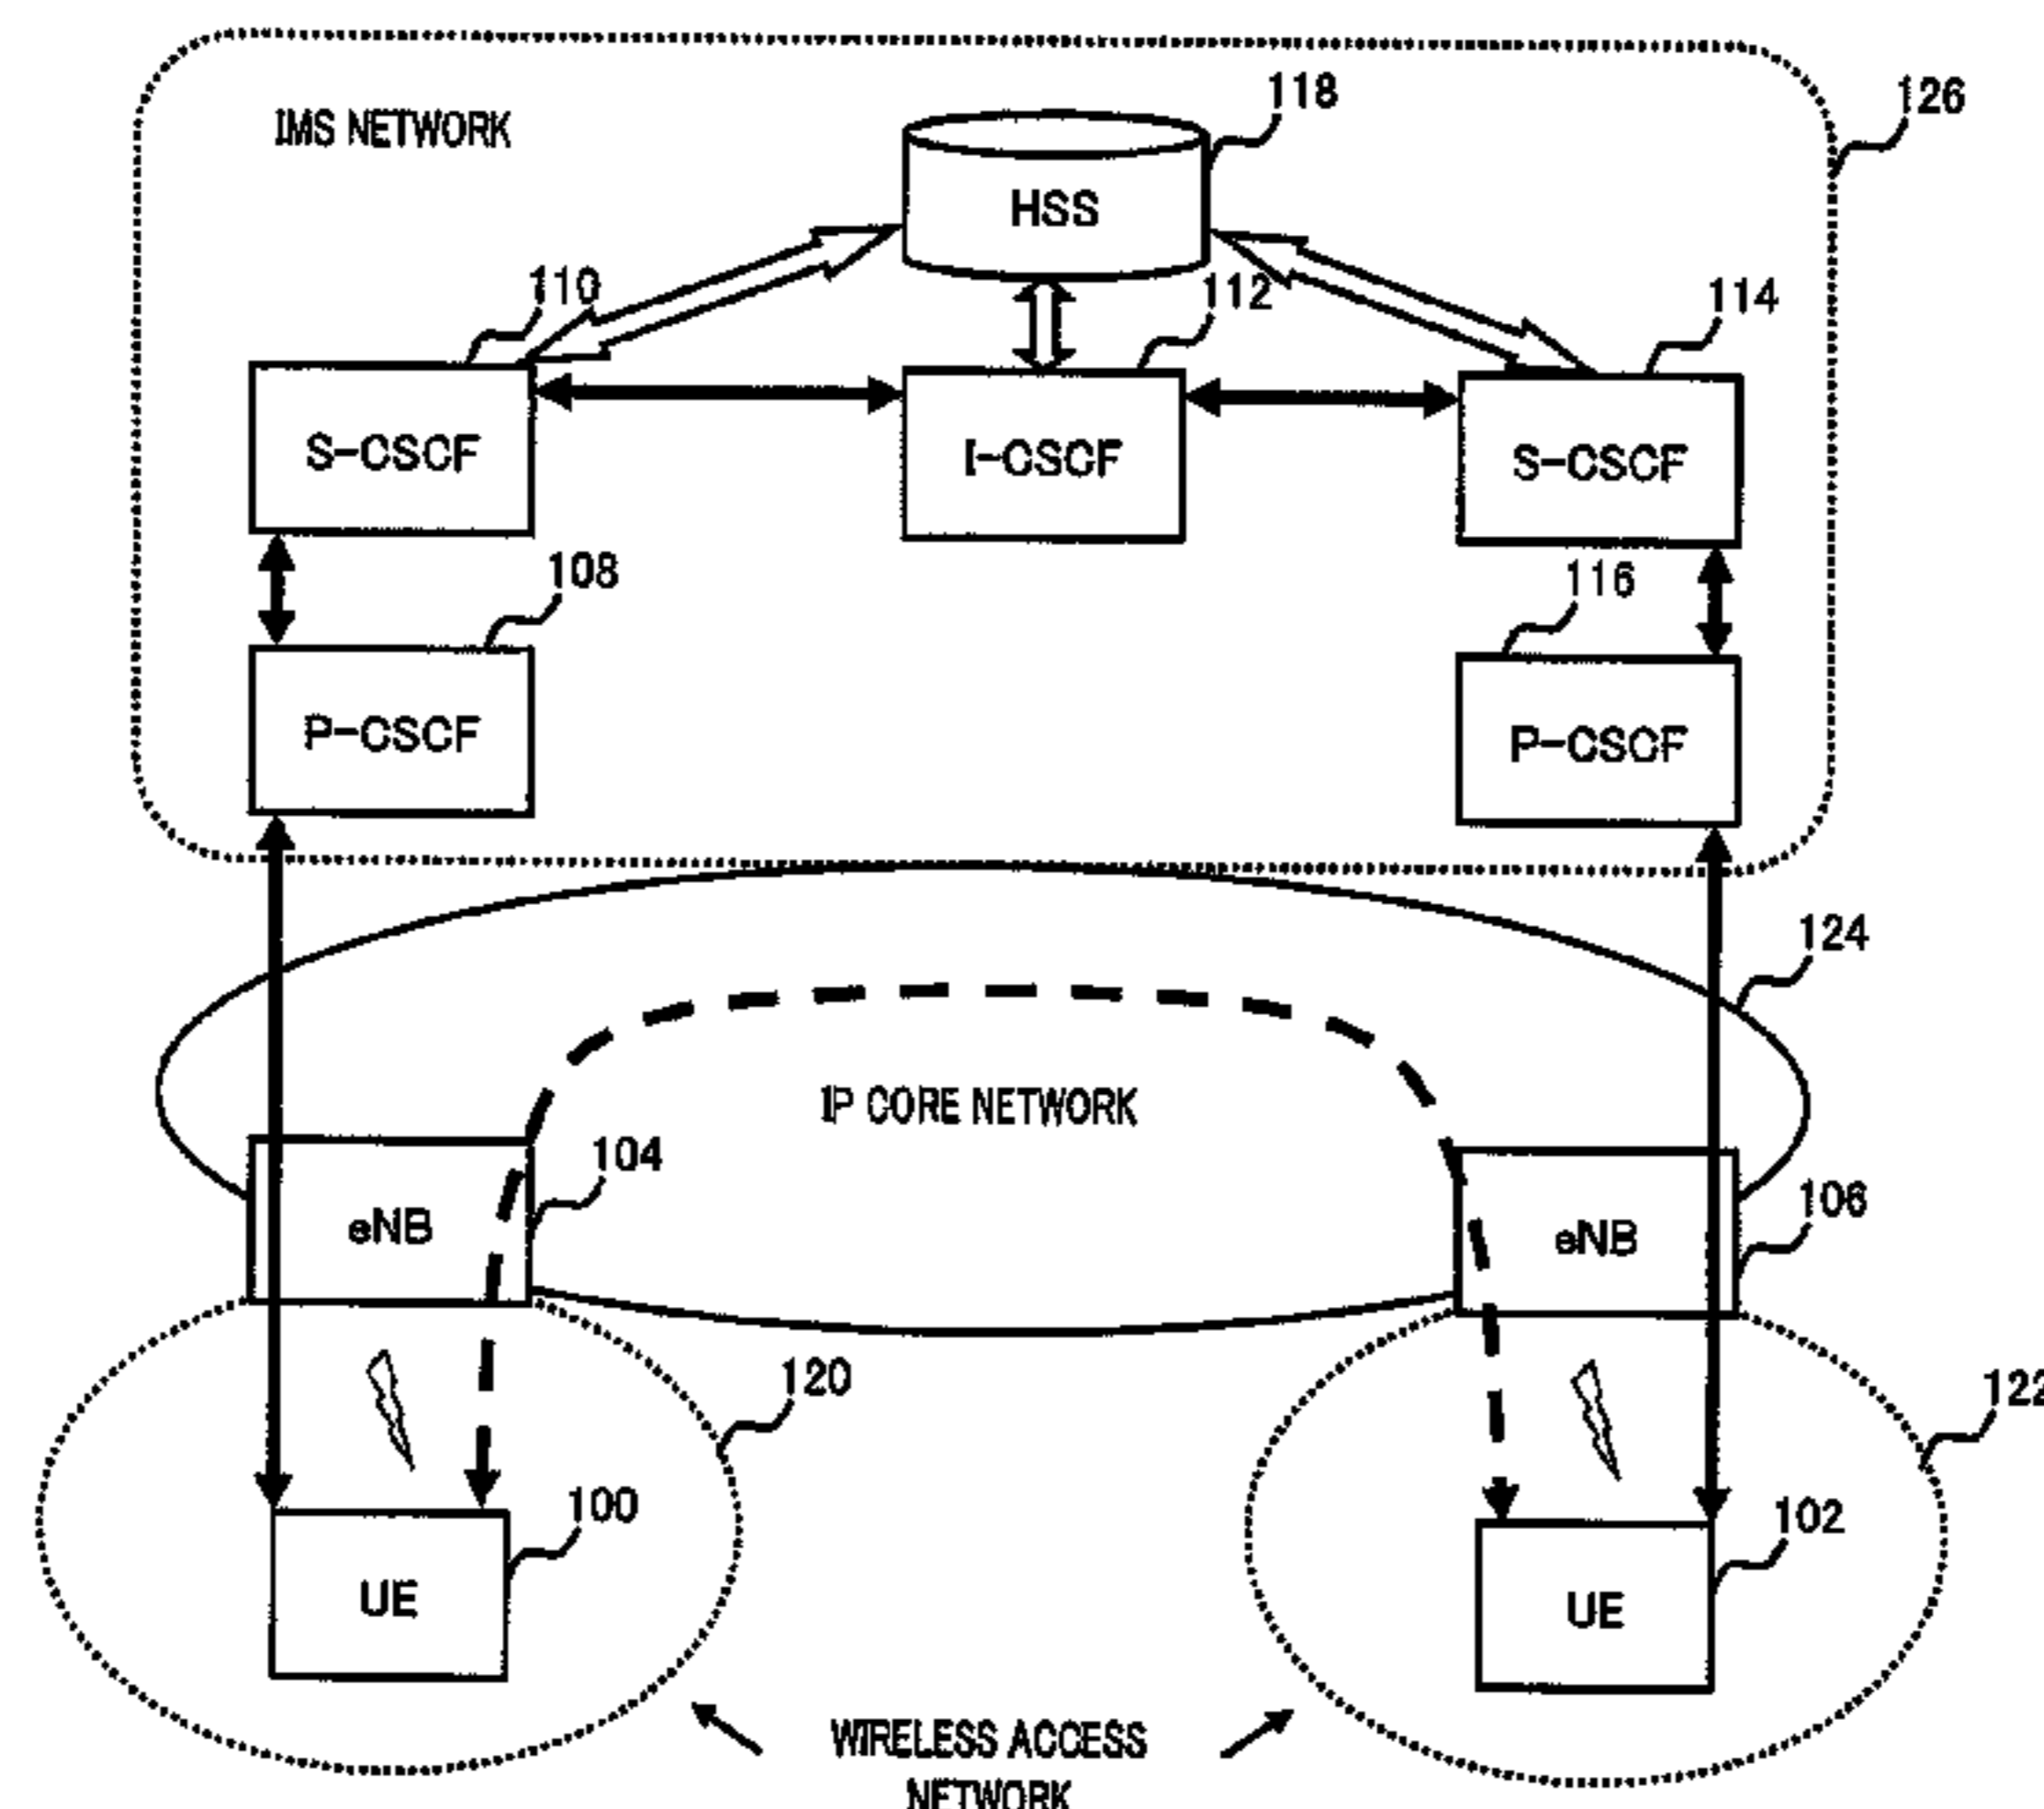 118
126
IMS NETWORK
HSS
110
112
114
S-CSCF
I-CSCF
S-CSCF
108
116
P-CSCF
P-CSCF
124
IP CORE NETWORK
104
106
eNB
eNB
120
122
100
102
UE
UE
WIRELESS ACCESS
NETWORK